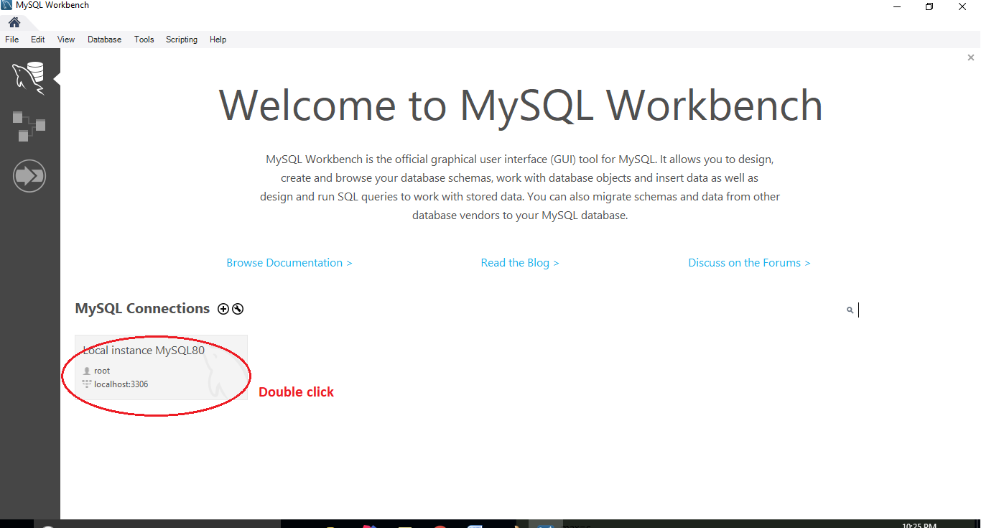 MySQL Workbench
File Edit View Database Tools Scripting Help
Welcome to MySQL Workbench
MySQL Workbench is the official graphical user interface (GUI) tool for MySQL. It allows you to design,
create and browse your database schemas, work with database objects and insert data as well as
design and run SQL queries to work with stored data. You can also migrate schemas and data from other
database vendors to your MySQL database.
Browse Documentation > Read the Blog > Discuss on the Forums >
MySQL Connections
Local instance MySQL80
root
localhost:3306
Double click
10:25 PM